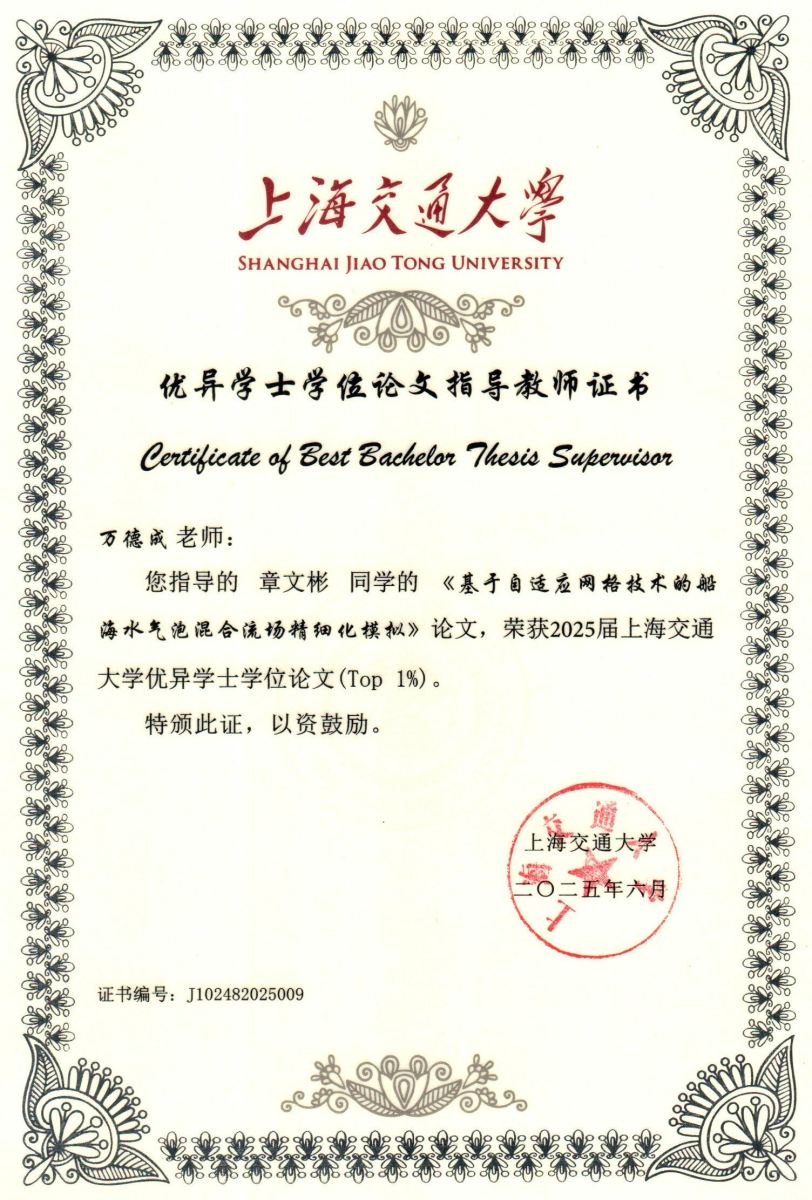 上海交通大學
SHANGHAI JIAO TONG UNIVERSITY
优异学士学位论文指导教师证书
Certificate of Best Bachelor Thesis Supervisor
万德成 老师：
您指导的 章文彬 同学的 《基于自适应网格技术的船
海水气泡混合流场精细化模拟》论文，荣获2025届上海交通
大学优异学士学位论文(Top 1%)。
特颁此证，以资鼓励。
上海交通大学
上海交通大学
二〇二五年六月
证书编号：J102482025009